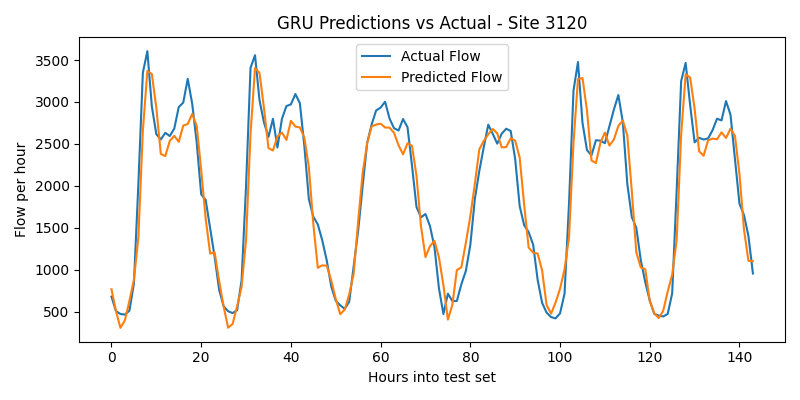 GRU Predictions vs Actual - Site 3120
Actual Flow
Predicted Flow
Flow per hour
3500
3000
2500
2000
1500
1000
500
0 20 40 60 80 100 120 140
Hours into test set